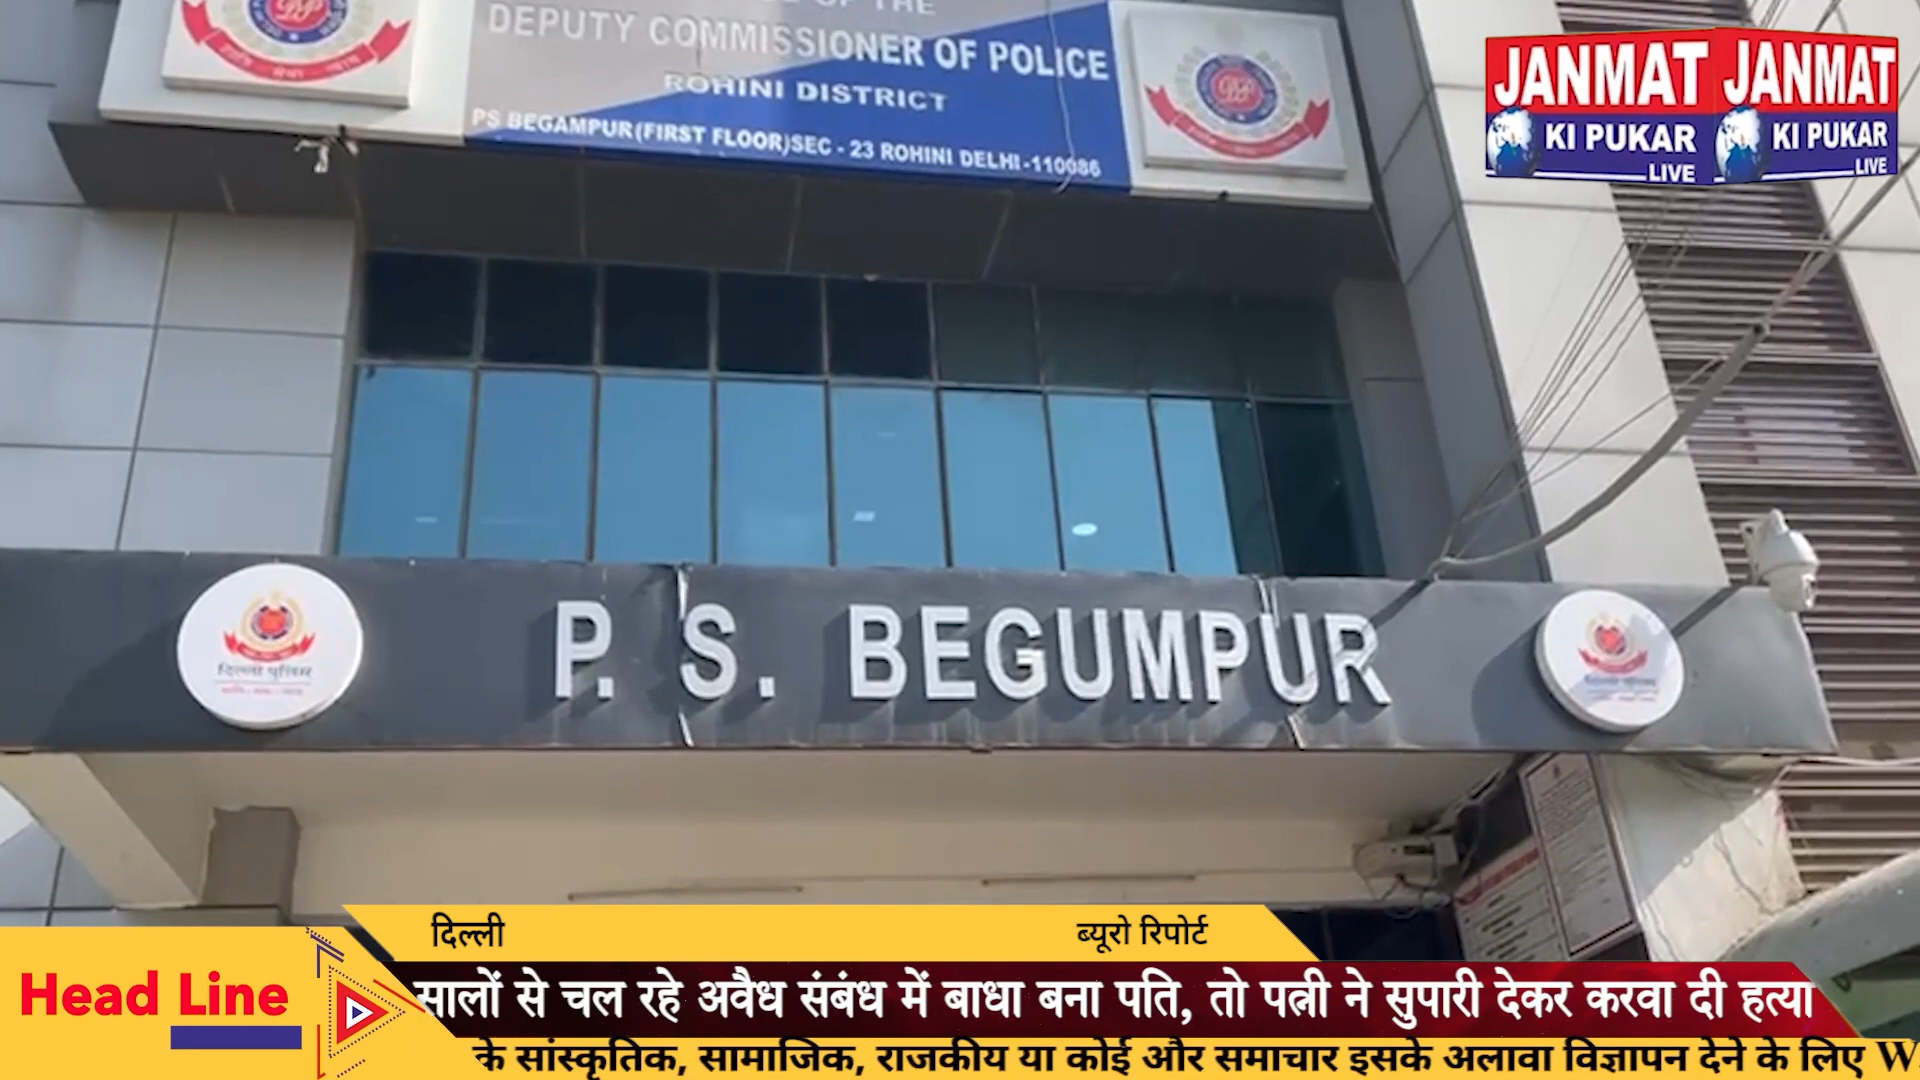 OF THE
DEPUTY COMMISSIONER OF POLICE
ROHINI DISTRICT
PS BEGAMPUR(FIRST FLOOR)SEC - 23 ROHINI DELHI -110086
JANMAT JANMAT
KI PUKAR KI PUKAR
LIVE LIVE
P. S. BEGUMPUR
दिल्ली पुलिस
दिल्ली ब्यूरो रिपोर्ट
Head Line
सालों से चल रहे अवैध संबंध में बाधा बना पति, तो पत्नी ने सुपारी देकर करवा दी हत्या
के सांस्कृतिक, सामाजिक, राजकीय या कोई और समाचार इसके अलावा विज्ञापन देने के लिए W